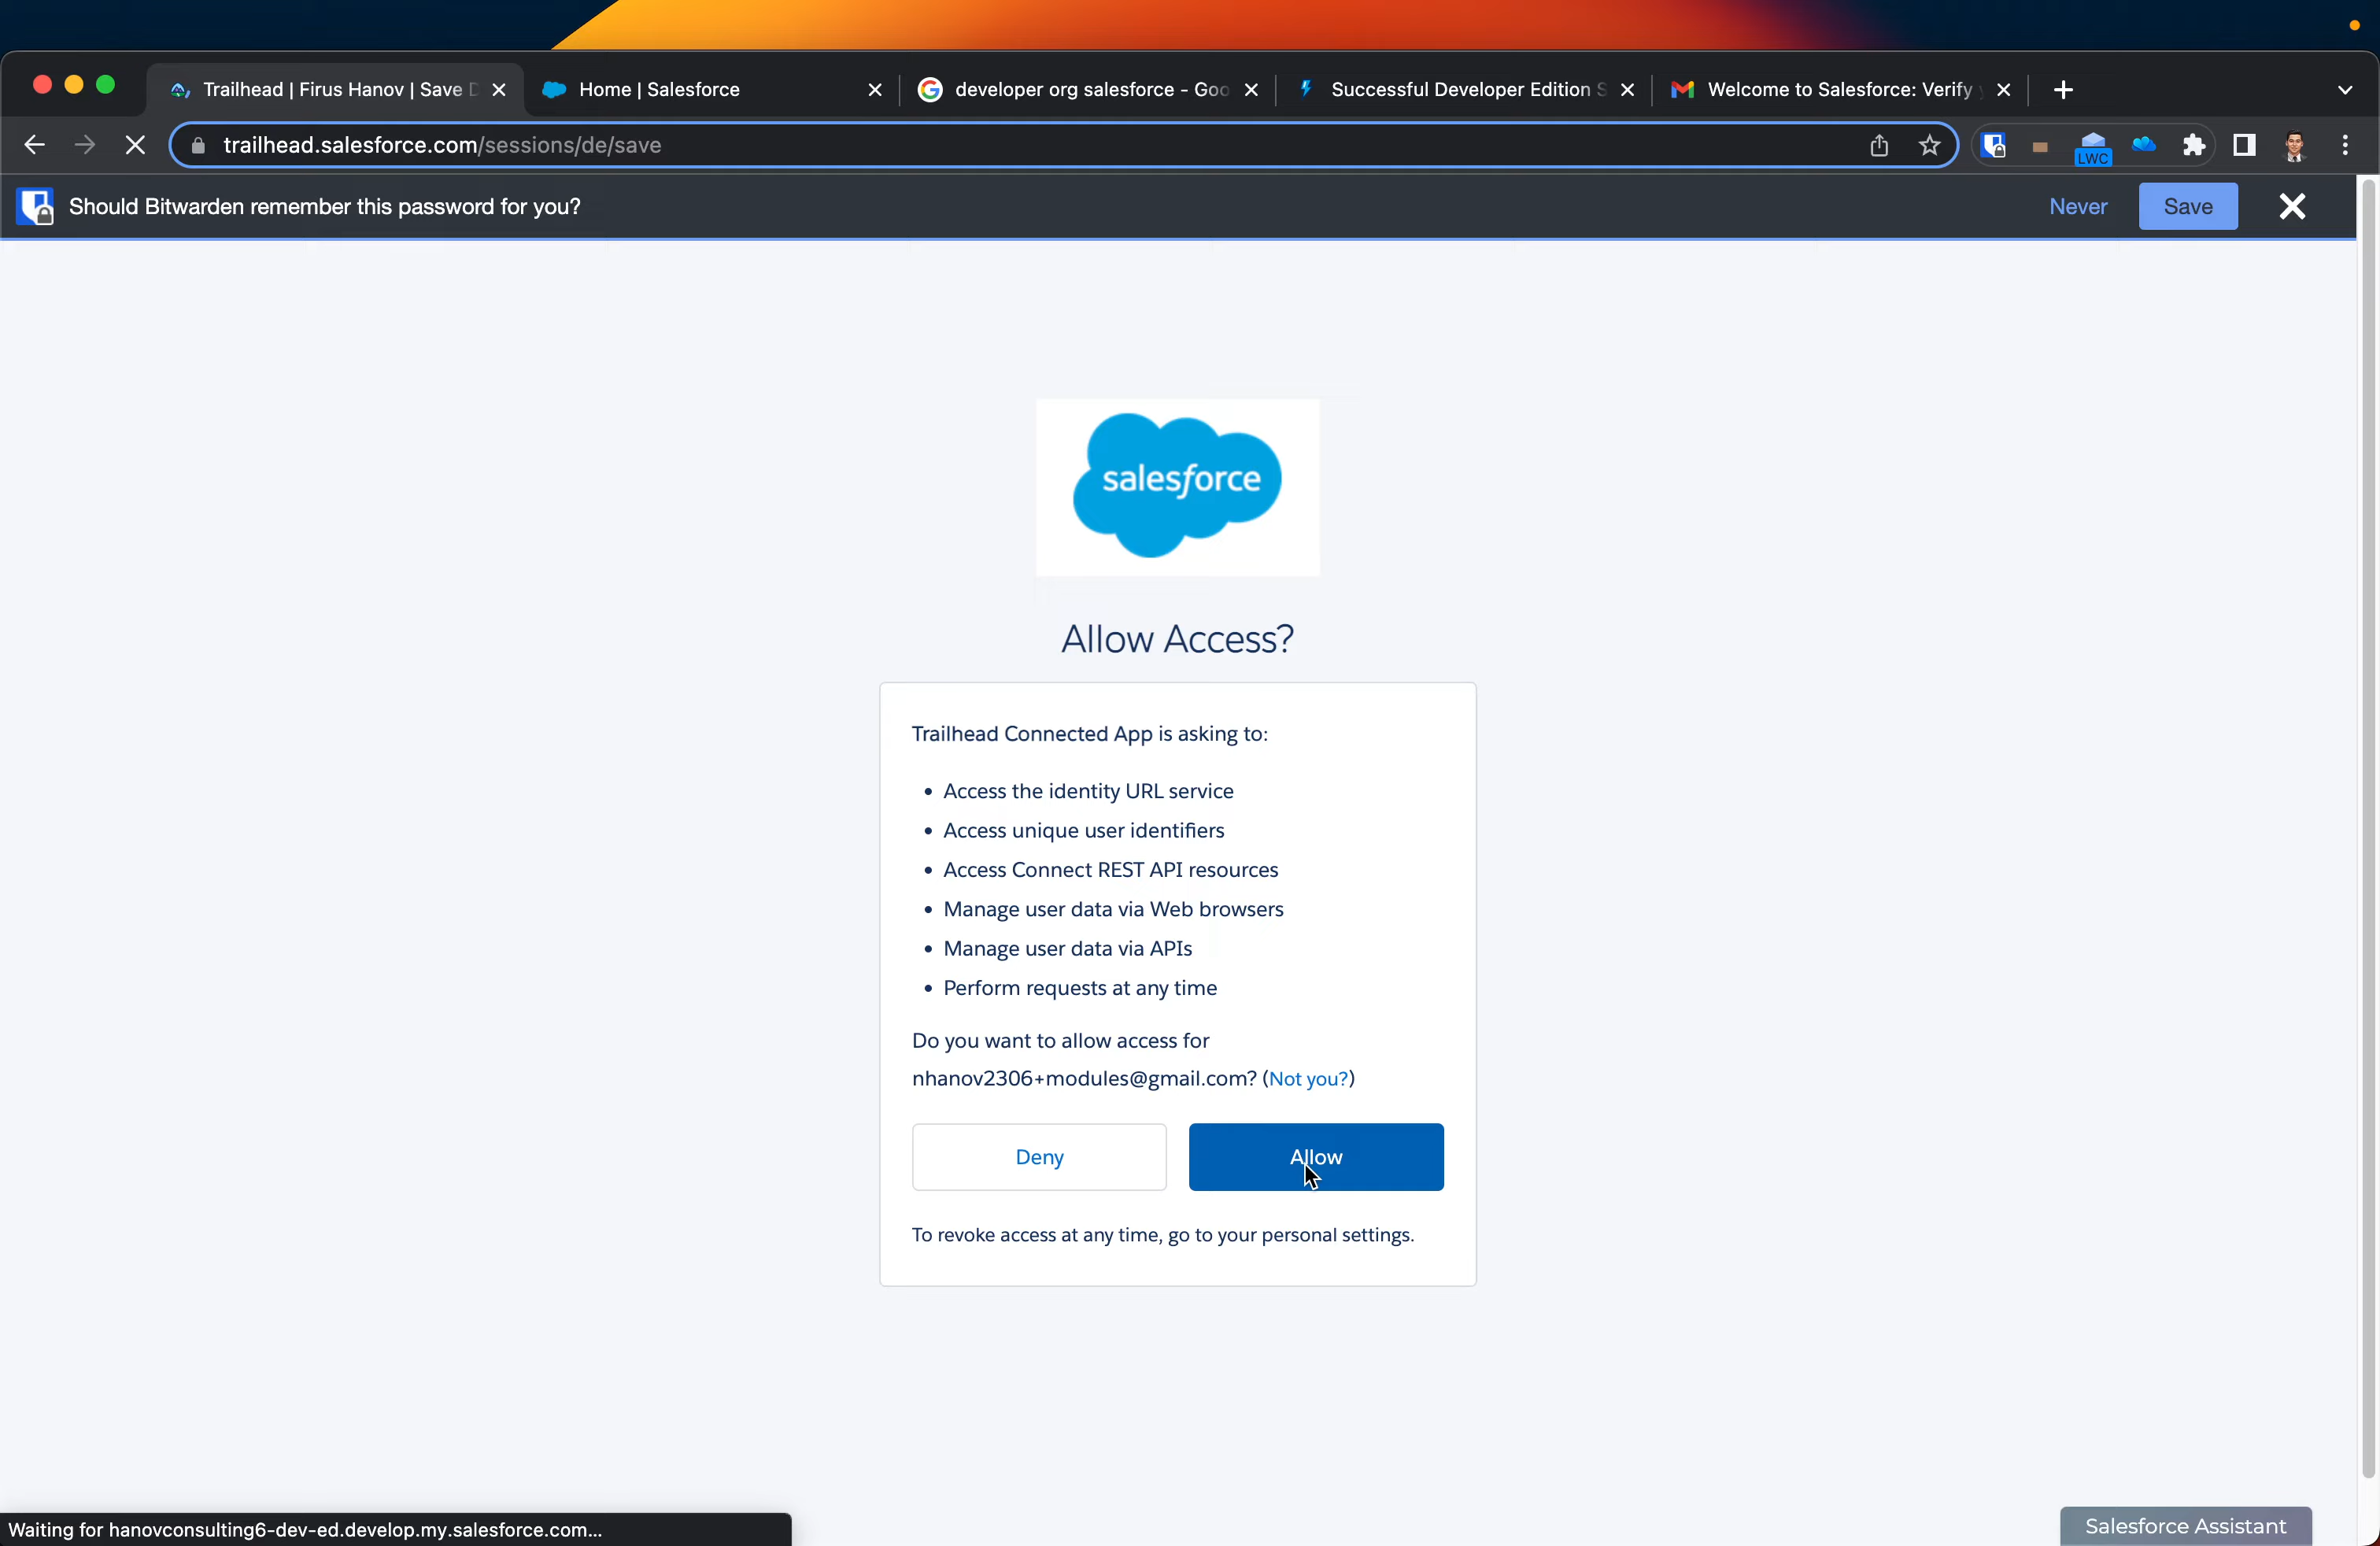 Trailhead | Firus Hanov | Save D
Home | Salesforce
developer org salesforce - Goo
Successful Developer Edition S
Welcome to Salesforce: Verify y
trailhead.salesforce.com/sessions/de/save
LWC
Should Bitwarden remember this password for you?
Never
Save
salesforce
Allow Access?
Trailhead Connected App is asking to:
• Access the identity URL service
• Access unique user identifiers
• Access Connect REST API resources
• Manage user data via Web browsers
• Manage user data via APIs
• Perform requests at any time
Do you want to allow access for
nhanov2306+modules@gmail.com? (Not you?)
Deny
Allow
To revoke access at any time, go to your personal settings.
Waiting for hanovconsulting6-dev-ed.develop.my.salesforce.com...
Salesforce Assistant